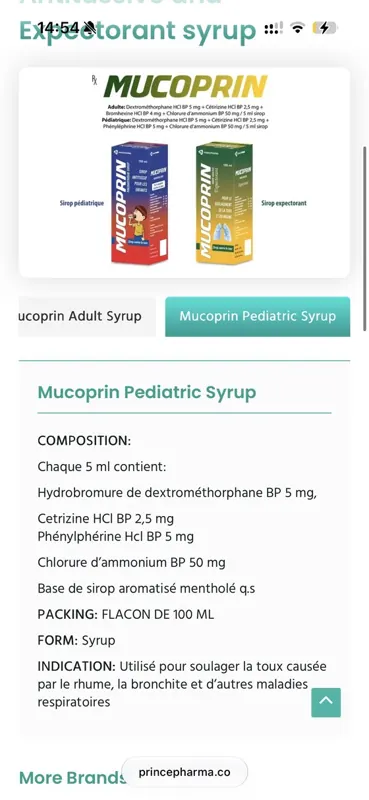 Antitussive and
Expectorant syrup
14:54
Rx MUCOPRIN
Adulte: Dextrométhorphane HCl BP 5 mg + Cétirizine HCl BP 2,5 mg +
Bromhexine HCl BP 4 mg + Chlorure d'ammonium BP 50 mg / 5 ml sirop
Pédiatrique: Dextrométhorphane HCl BP 5 mg + Cétirizine HCl BP 2,5 mg +
Phényléphrine HCl BP 5 mg + Chlorure d'ammonium BP 50 mg / 5 ml sirop
Sirop pédiatrique
MUCOPRIN
MUCOPRIN
Sirop expectorant
ucoprin Adult Syrup
Mucoprin Pediatric Syrup
Mucoprin Pediatric Syrup
COMPOSITION:
Chaque 5 ml contient:
Hydrobromure de dextrométhorphane BP 5 mg,
Cetrizine HCl BP 2,5 mg
Phénylphérine Hcl BP 5 mg
Chlorure d'ammonium BP 50 mg
Base de sirop aromatisé mentholé q.s
PACKING: FLACON DE 100 ML
FORM: Syrup
INDICATION: Utilisé pour soulager la toux causée
par le rhume, la bronchite et d'autres maladies
respiratoires
More Brands
princepharma.co